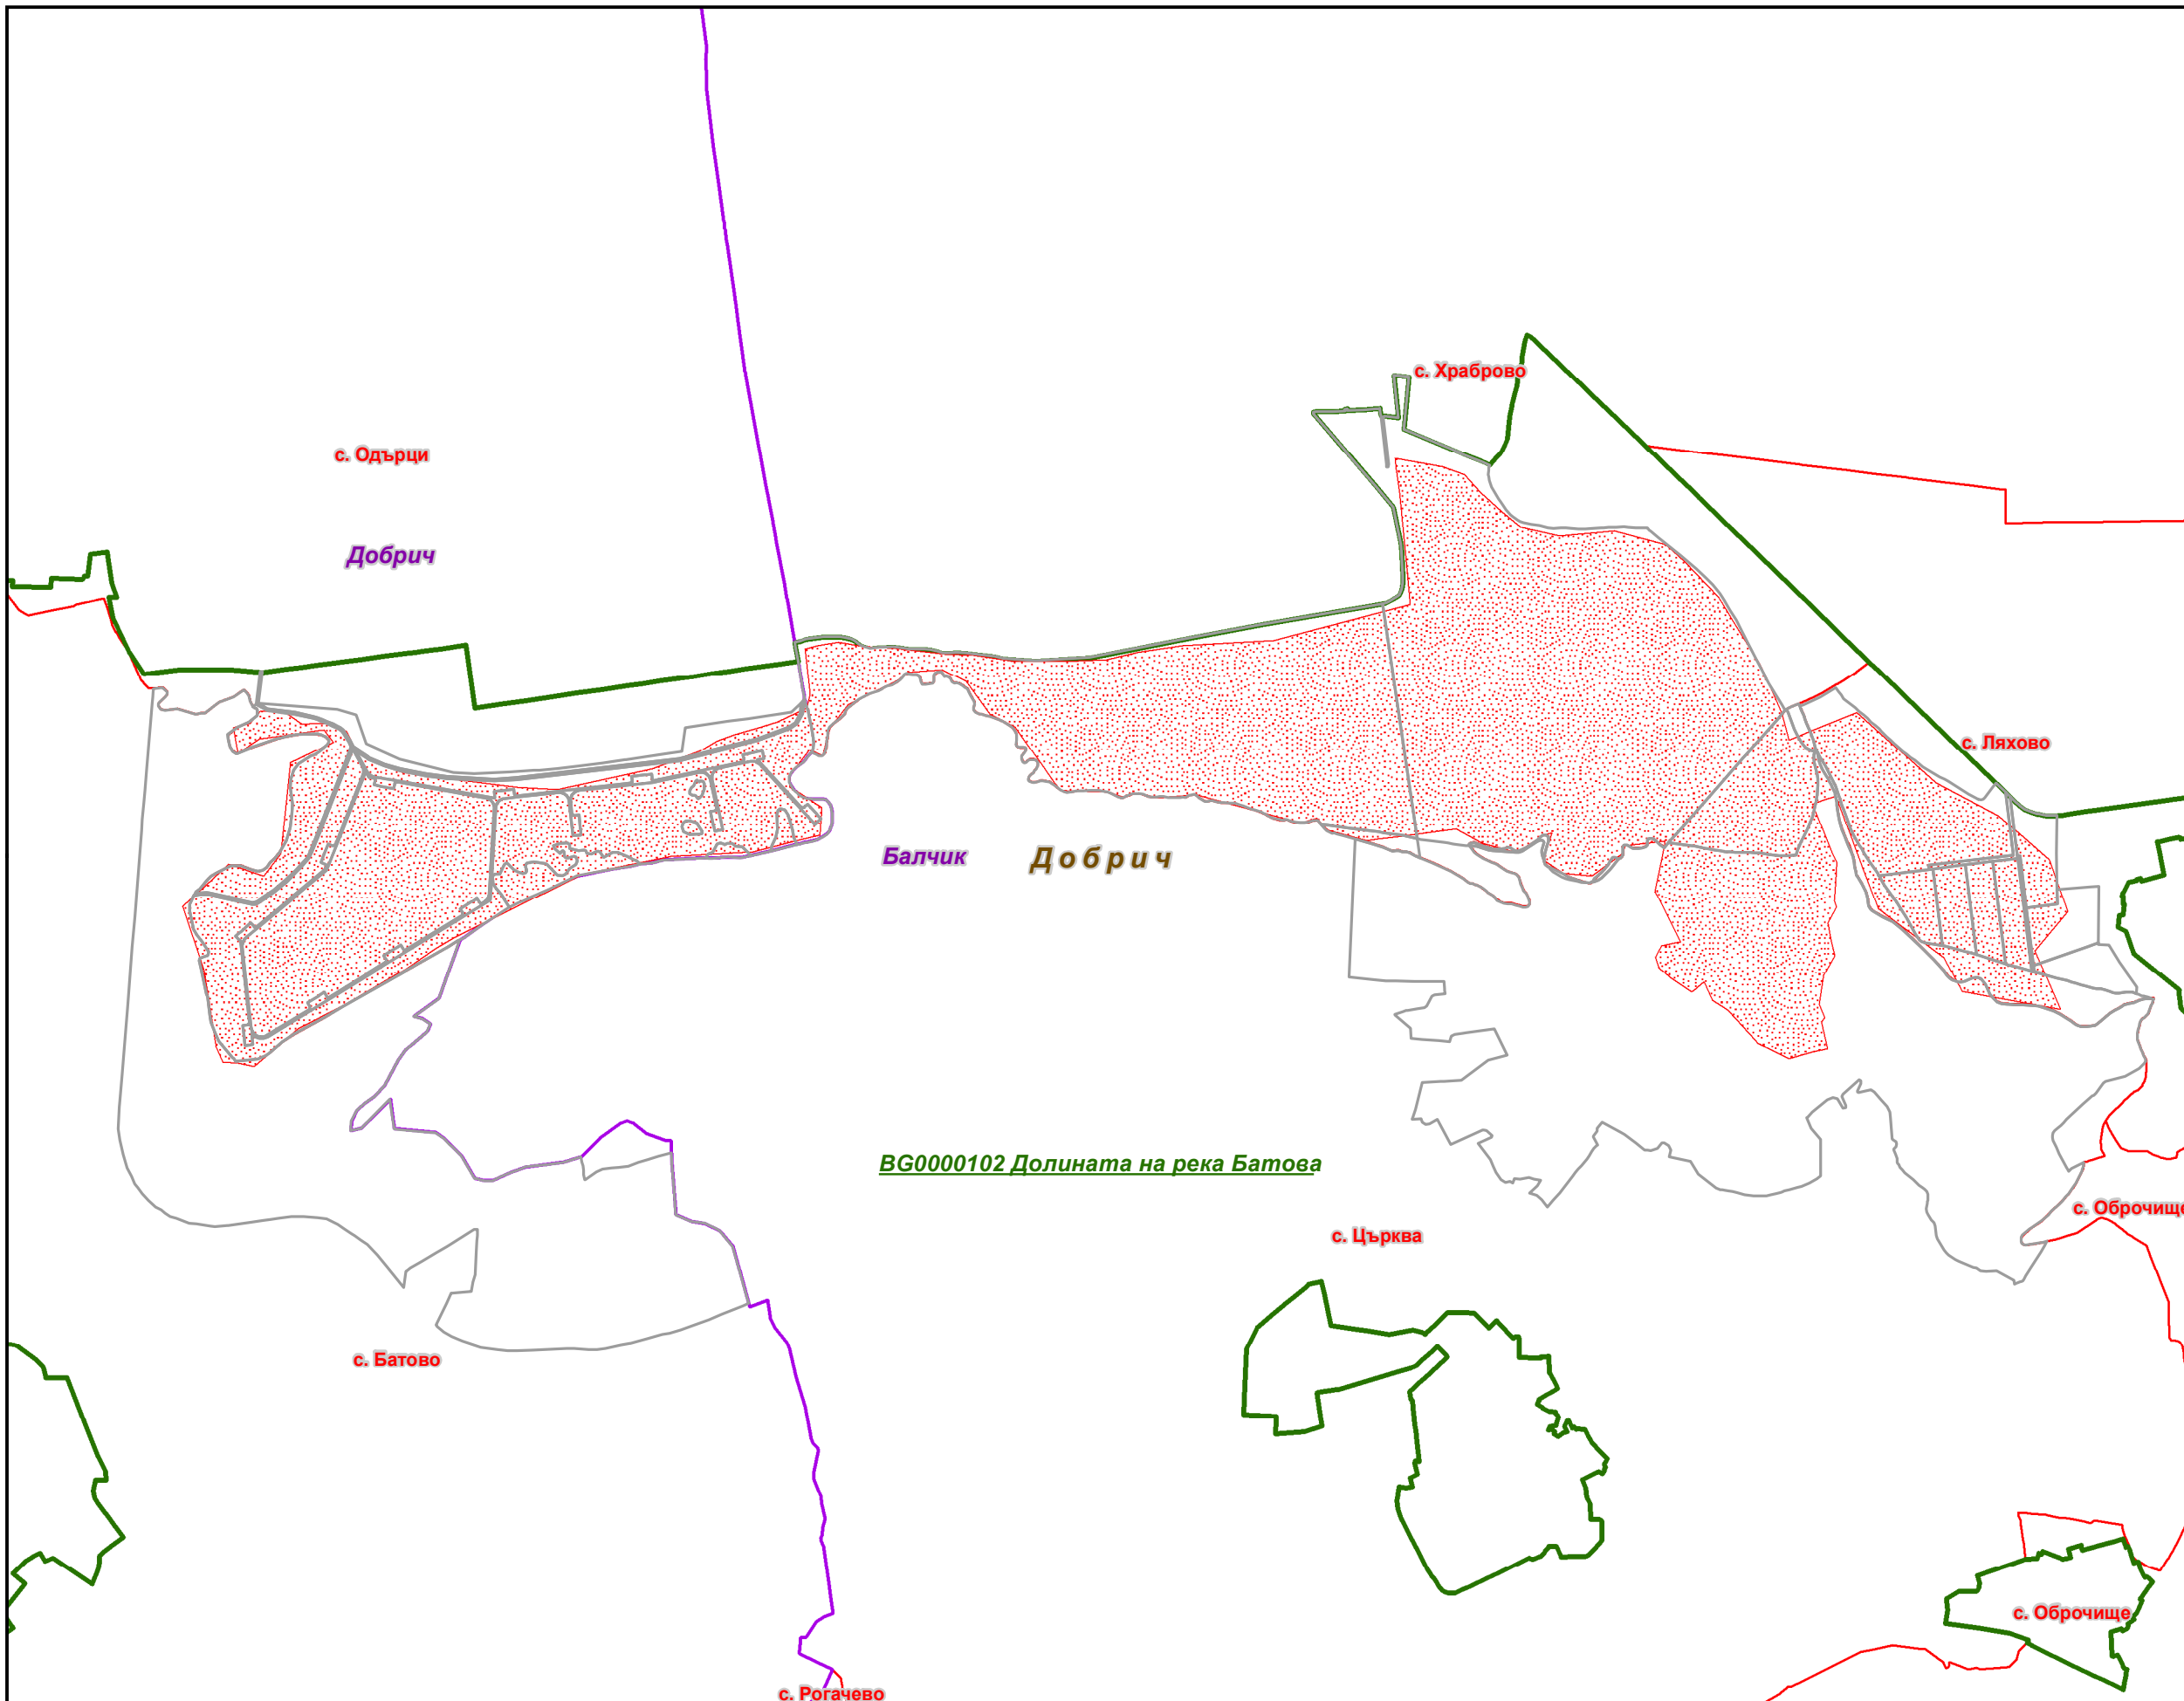 с. Храброво
с. Одърци
Добрич
с. Ляхово
Балчик
Добрич
BG0000102 Долината на река Батова
с. Оброчище
с. Църква
с. Батово
с. Оброчище
с. Рогачево